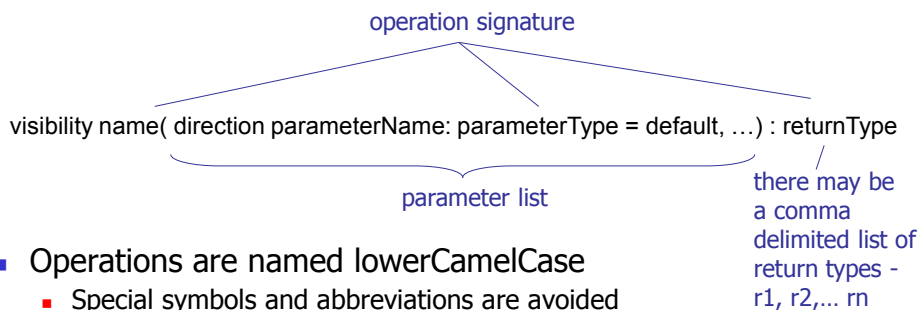 operation signature
visibility name( direction parameterName: parameterType = default, …) : returnType
parameter list
there may be
a comma
delimited list of
return types -
r1, r2,… rn
Operations are named lowerCamelCase
Special symbols and abbreviations are avoided